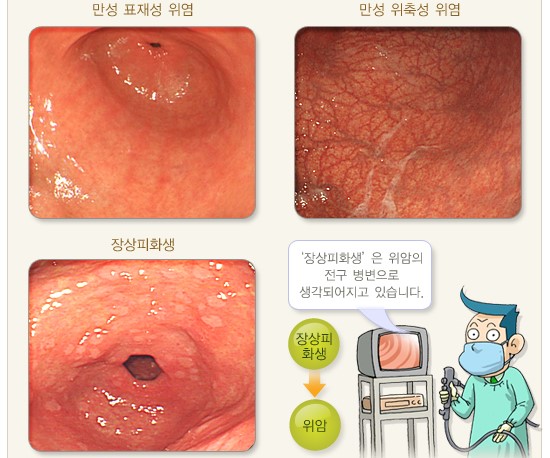 만성 표재성 위염
만성 위축성 위염
장상피화생
'장상피화생' 은 위암의
전구 병변으로
생각되어지고 있습니다.
장상피
화생
위암